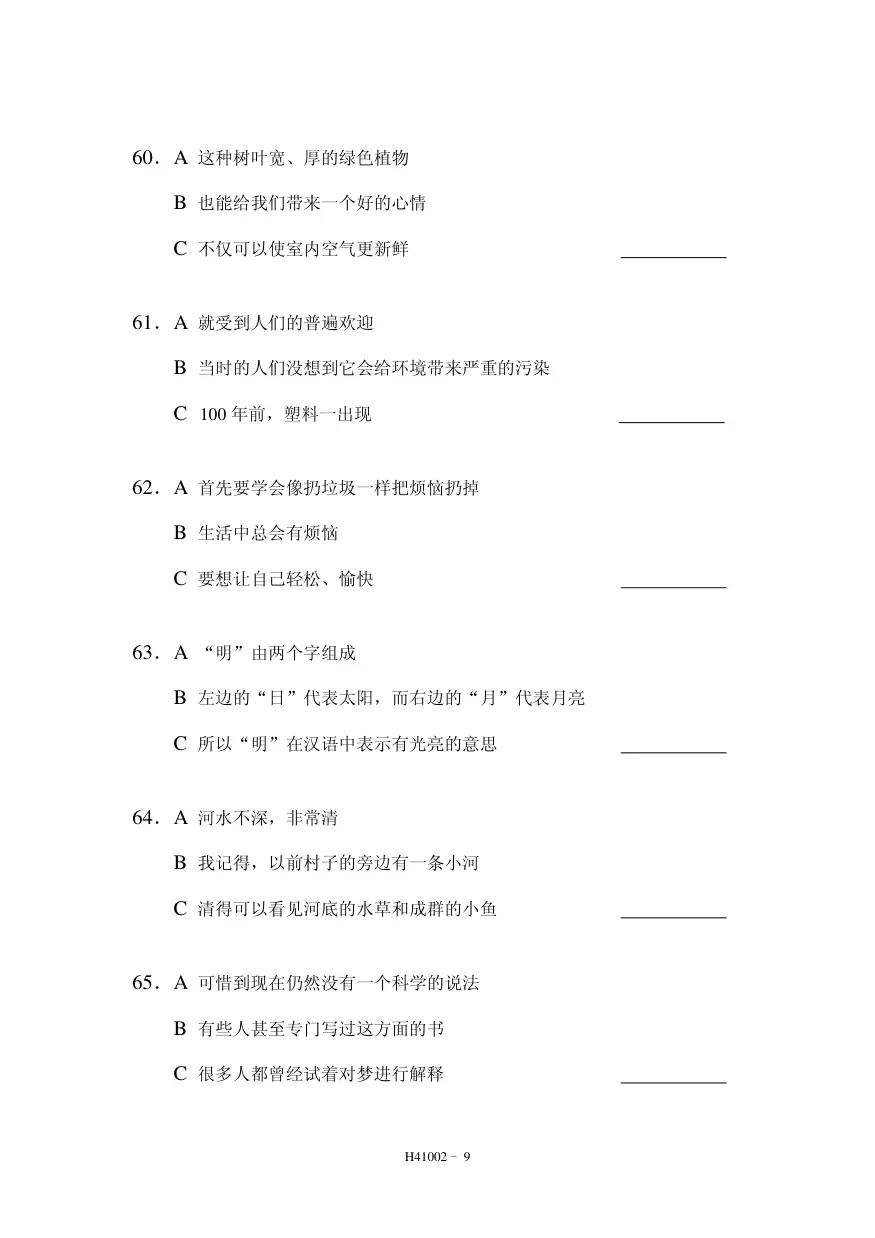 60．A 这种树叶宽、厚的绿色植物
B 也能给我们带来一个好的心情
C 不仅可以使室内空气更新鲜
61．A 就受到人们的普遍欢迎
B 当时的人们没想到它会给环境带来严重的污染
C 100 年前，塑料一出现
62．A 首先要学会像扔垃圾一样把烦恼扔掉
B 生活中总会有烦恼
C 要想让自己轻松、愉快
63．A “明”由两个字组成
B 左边的“日”代表太阳，而右边的“月”代表月亮
C 所以“明”在汉语中表示有光亮的意思
64．A 河水不深，非常清
B 我记得，以前村子的旁边有一条小河
C 清得可以看见河底的水草和成群的小鱼
65．A 可惜到现在仍然没有一个科学的说法
B 有些人甚至专门写过这方面的书
C 很多人都曾经试着对梦进行解释
H41002－ 9